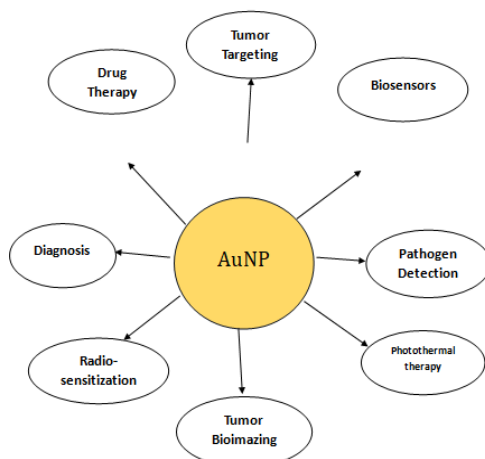 Tumor
Targeting
Drug
Therapy
Biosensors
Diagnosis
AuNP
Pathogen
Detection
Radio-
sensitization
Photothermal
therapy
Tumor
Bioimazing